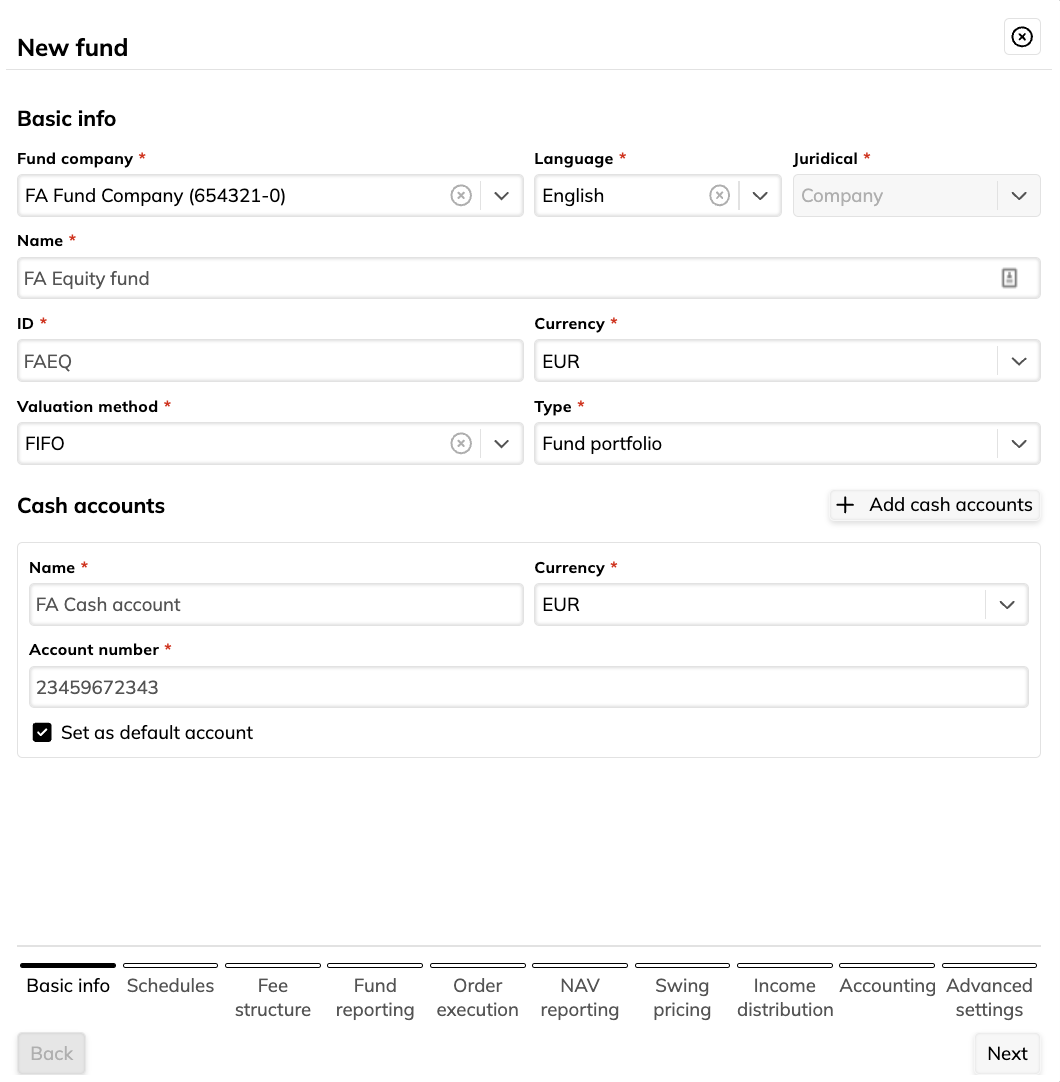 New fund
Basic info
Fund company * Language * Juridical *
FA Fund Company (654321-0) English Company
Name *
FA Equity fund
ID * Currency *
FAEQ EUR
Valuation method * Type *
FIFO Fund portfolio
Cash accounts Add cash accounts
Name * Currency *
FA Cash account EUR
Account number *
23459672343
Set as default account
Basic info Schedules Fee Fund Order NAV Swing Income Accounting Advanced
structure reporting execution reporting pricing distribution settings
Back Next